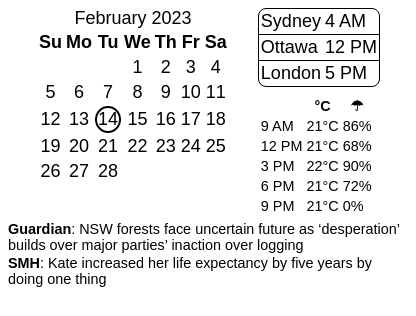 February 2023
Su Mo Tu We Th Fr Sa
1 2 3 4
5 6 7 8 9 10 11
12 13 14 15 16 17 18
19 20 21 22 23 24 25
26 27 28
Sydney 4 AM
Ottawa 12 PM
London 5 PM
°C ☂
9 AM 21°C 86%
12 PM 21°C 68%
3 PM 22°C 90%
6 PM 21°C 72%
9 PM 21°C 0%
Guardian: NSW forests face uncertain future as ‘desperation’
builds over major parties’ inaction over logging
SMH: Kate increased her life expectancy by five years by
doing one thing